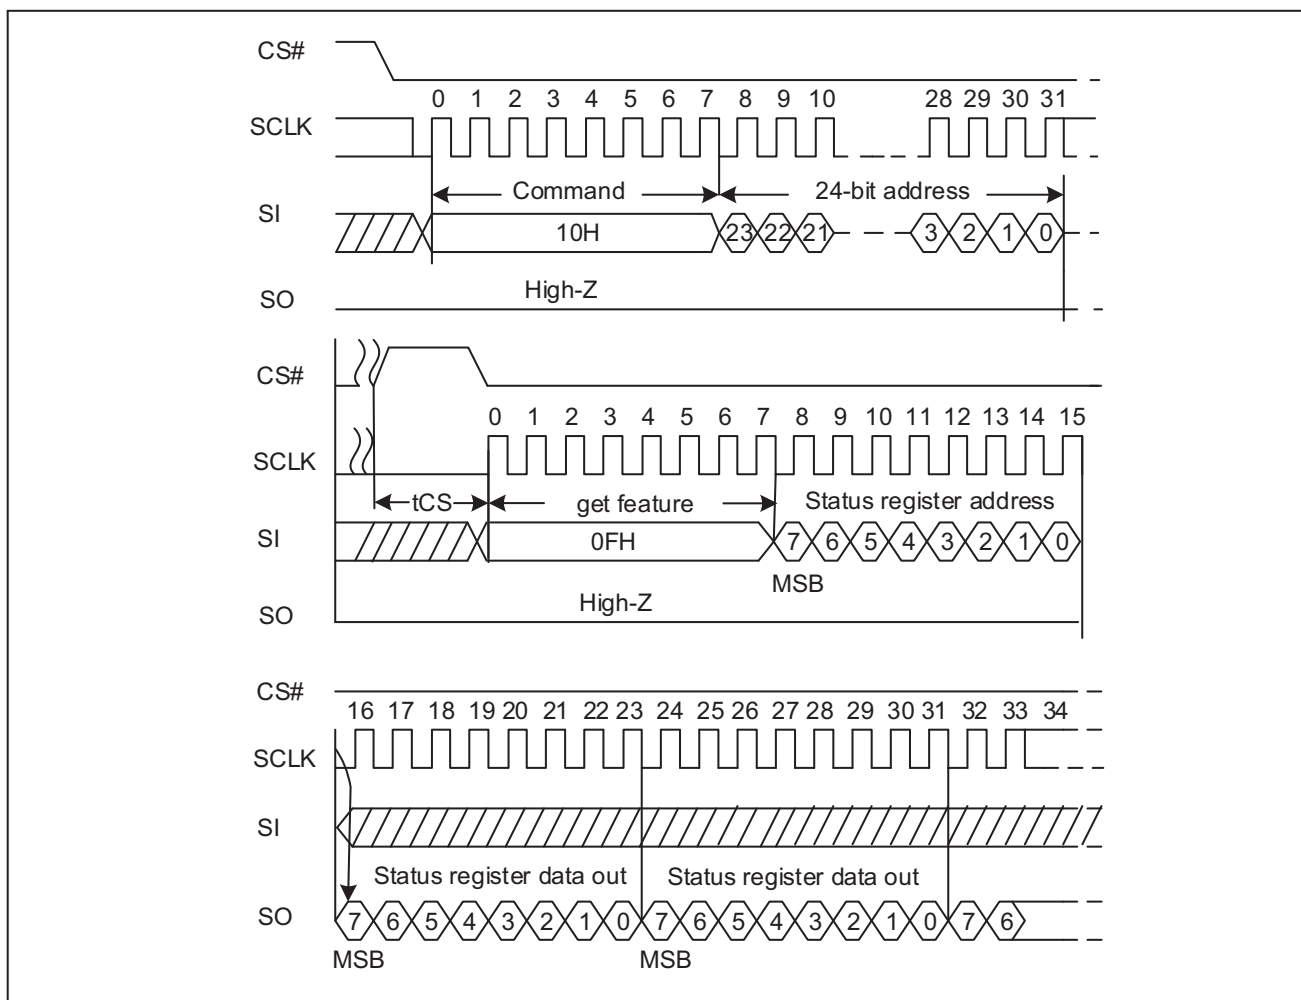 CS#
0 1 2 3 4 5 6 7 8 9 10 28 29 30 31
SCLK
Command 24-bit address
SI
10H 23 22 21 3 2 1 0
High-Z
SO
CS#
0 1 2 3 4 5 6 7 8 9 10 11 12 13 14 15
SCLK
tCS get feature Status register address
SI 0FH 7 6 5 4 3 2 1 0
MSB
High-Z
SO
CS#
16 17 18 19 20 21 22 23 24 25 26 27 28 29 30 31 32 33 34
SCLK
SI
Status register data out Status register data out
SO 7 6 5 4 3 2 1 0 7 6 5 4 3 2 1 0 7 6
MSB MSB